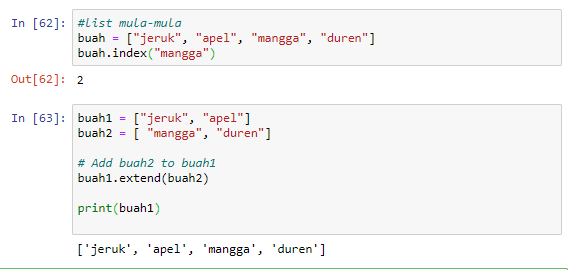 In [62]: #list mula-mula
buah = ["jeruk", "apel", "mangga", "duren"]
buah.index("mangga")
Out[62]: 2
In [63]: buah1 = ["jeruk", "apel"]
buah2 = [ "mangga", "duren"]
# Add buah2 to buah1
buah1.extend(buah2)
print(buah1)
['jeruk', 'apel', 'mangga', 'duren']